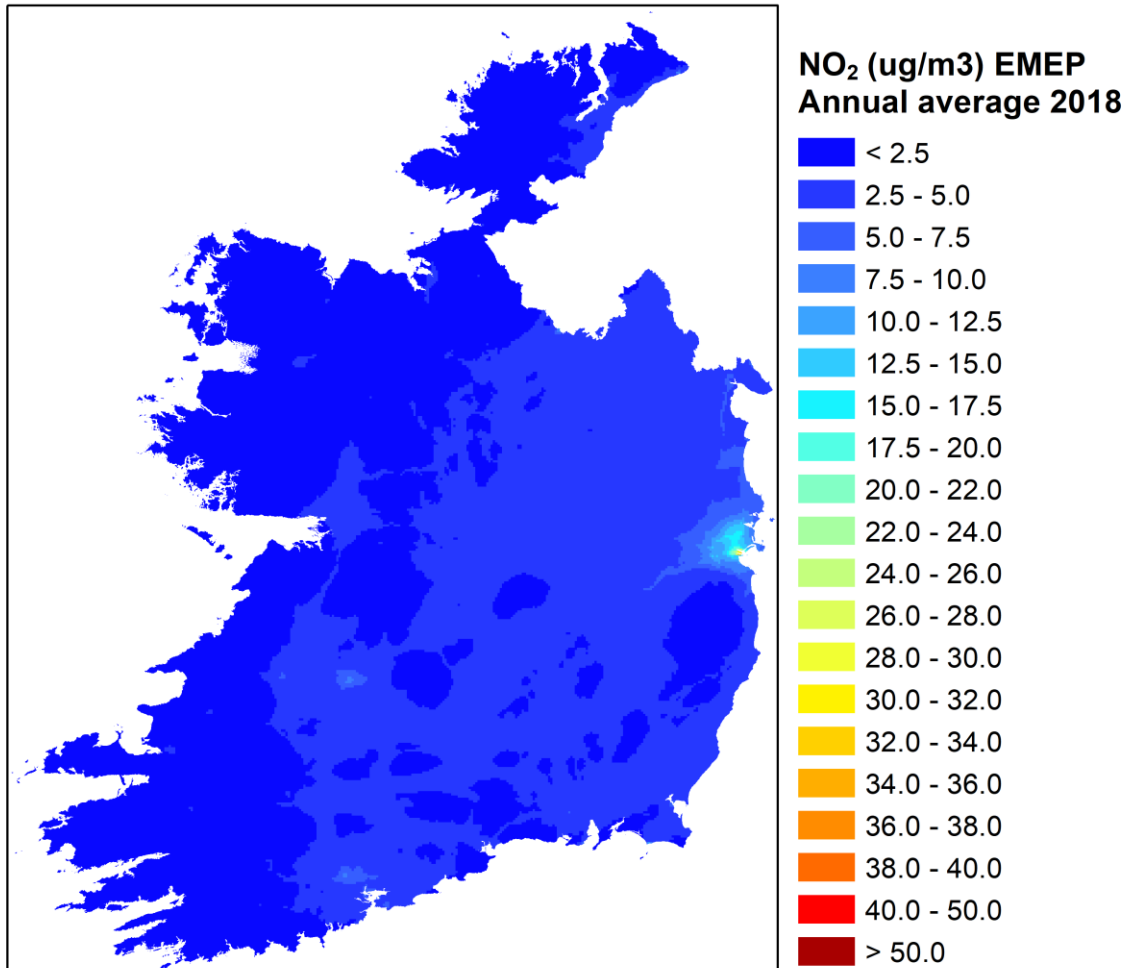 NO₂ (ug/m3) EMEP
Annual average 2018
< 2.5
2.5 - 5.0
5.0 - 7.5
7.5 - 10.0
10.0 - 12.5
12.5 - 15.0
15.0 - 17.5
17.5 - 20.0
20.0 - 22.0
22.0 - 24.0
24.0 - 26.0
26.0 - 28.0
28.0 - 30.0
30.0 - 32.0
32.0 - 34.0
34.0 - 36.0
36.0 - 38.0
38.0 - 40.0
40.0 - 50.0
> 50.0